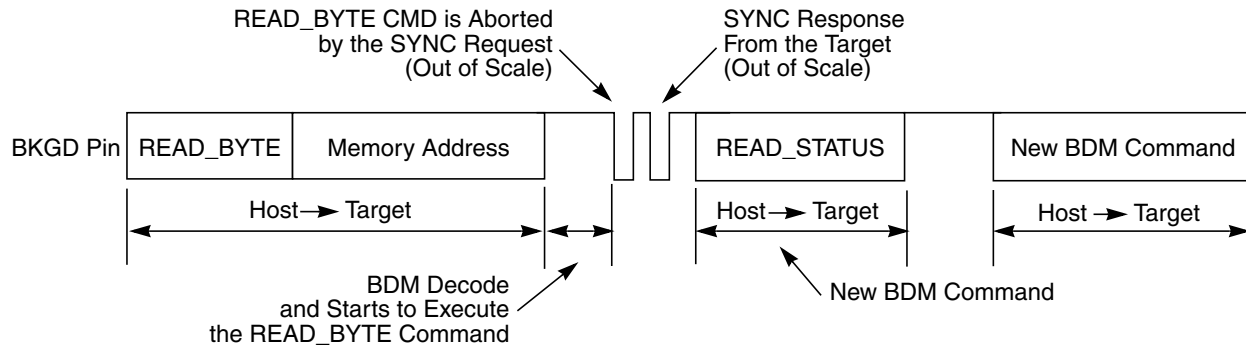 READ_BYTE CMD is Aborted
by the SYNC Request
(Out of Scale)
SYNC Response
From the Target
(Out of Scale)
BKGD Pin
READ_BYTE
Memory Address
READ_STATUS
New BDM Command
Host
Target
Host
Target
Host
Target
BDM Decode
and Starts to Execute
the READ_BYTE Command
New BDM Command